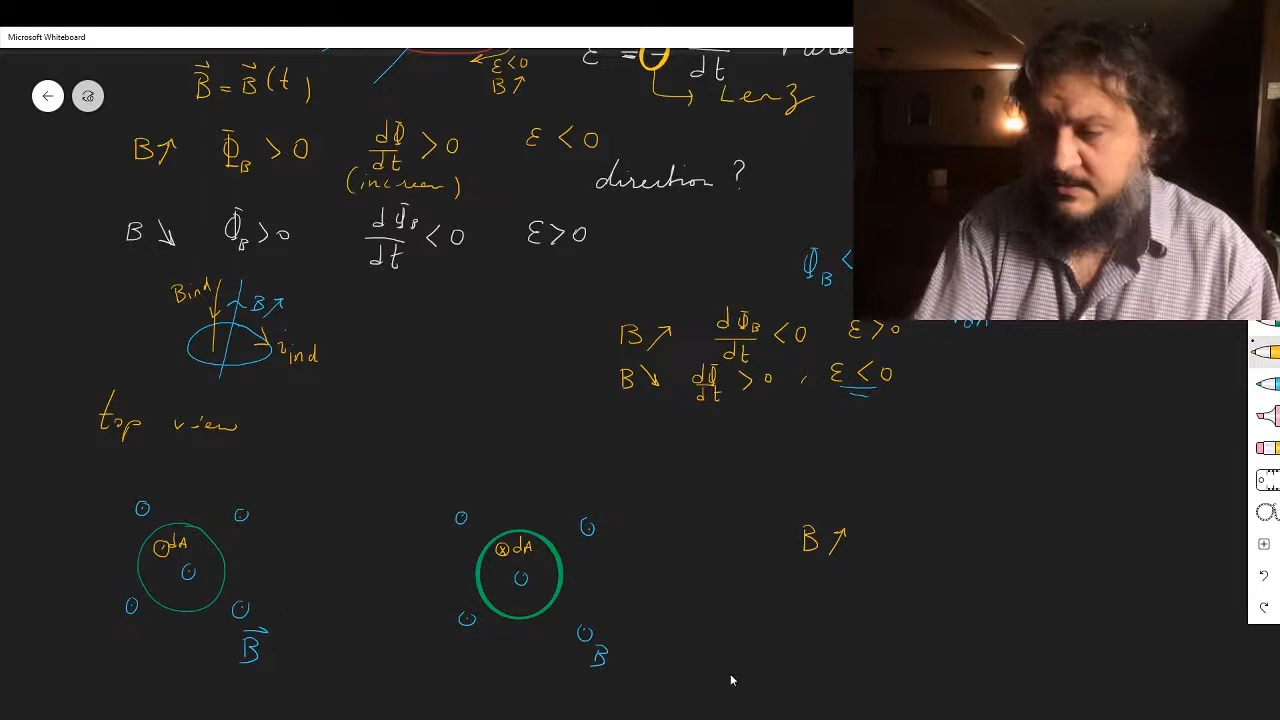 Microsoft Whiteboard
B⃗ = B⃗(t)
ε<0
B↗
ε = - /dt
Lenz
B↗ Φ_B > 0 dΦ/dt > 0 ε < 0
(increase)
direction ?
B↘ Φ_B > 0 dΦ_B/dt < 0 ε > 0
Φ_B <
B_ind B↗
i_ind
B↗ dΦ_B/dt < 0 ε > 0
B↘ dΦ/dt > 0 , ε < 0
top view
dA
dA
B↗
B⃗
B